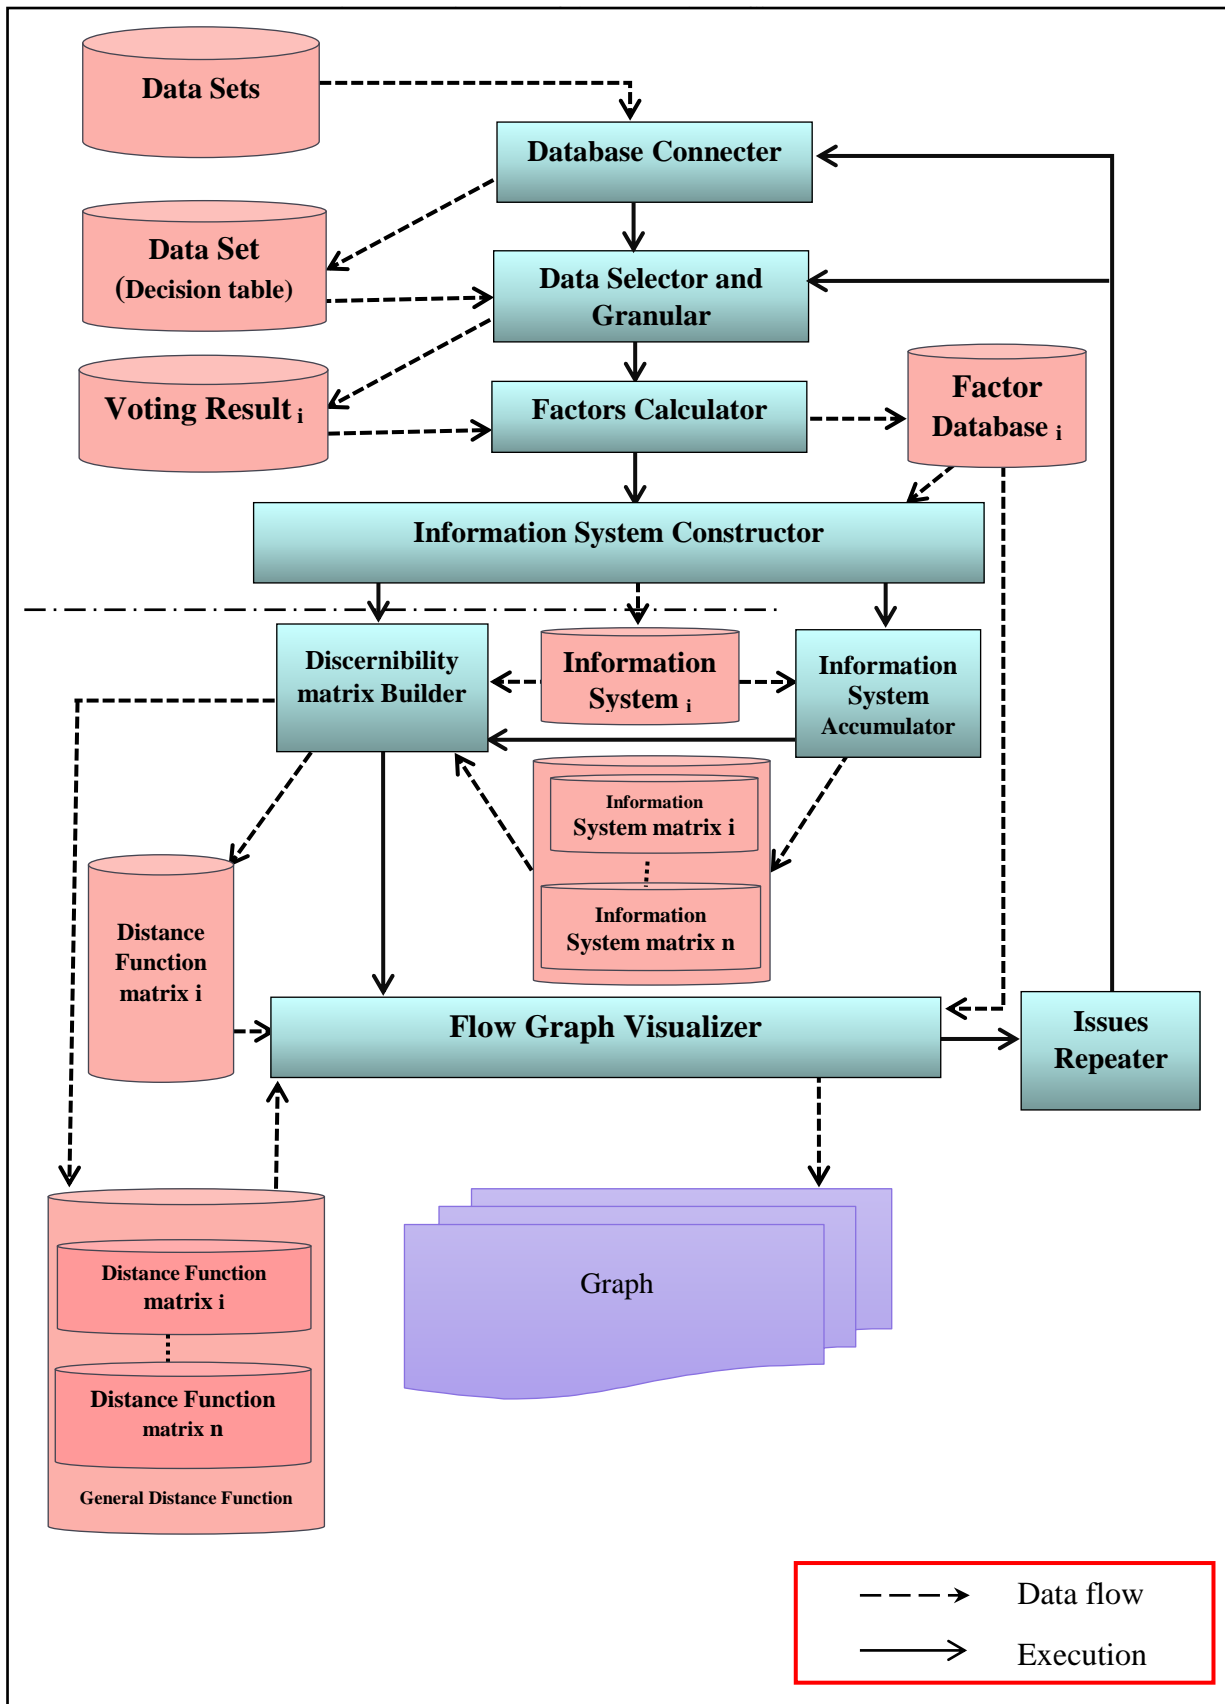 Data Sets
Database Connecter
Data Set
(Decision table)
Data Selector and
Granular
Voting Result i
Factors Calculator
Factor
Database i
Information System Constructor
Discernibility
matrix Builder
Information
System i
Information
System
Accumulator
Information
System matrix i
Information
System matrix n
Distance
Function
matrix i
Flow Graph Visualizer
Issues
Repeater
Distance Function
matrix i
Distance Function
matrix n
General Distance Function
Graph
Data flow
Execution